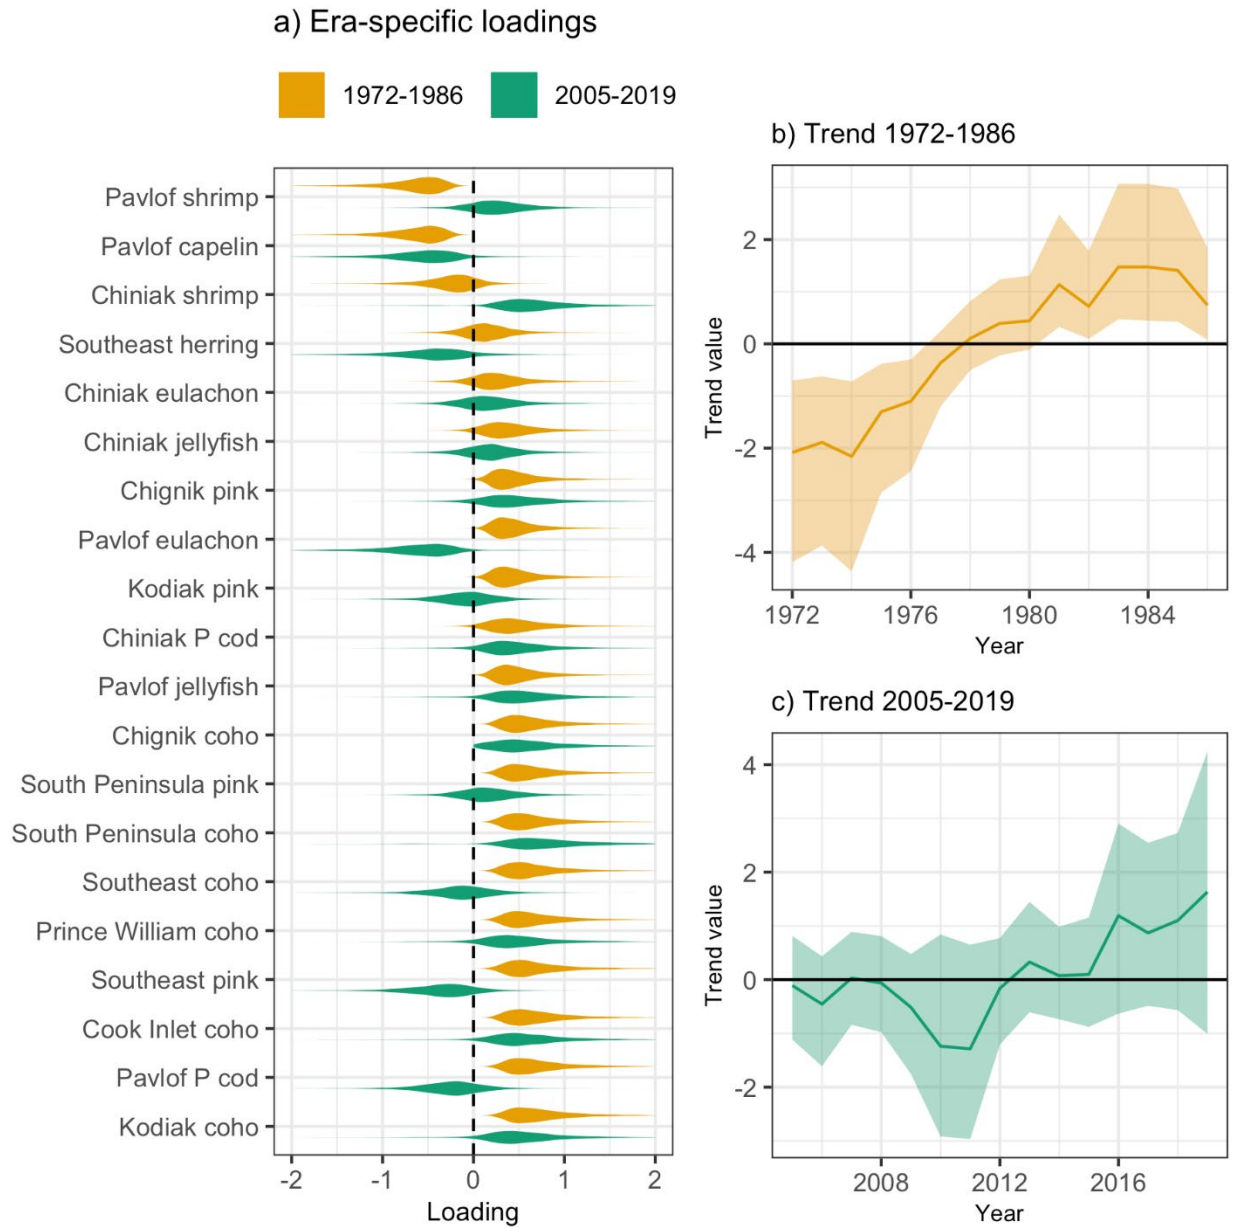 a) Era-specific loadings
1972-1986 2005-2019
Pavlof shrimp
Pavlof capelin
Chiniak shrimp
Southeast herring
Chiniak eulachon
Chiniak jellyfish
Chignik pink
Pavlof eulachon
Kodiak pink
Chiniak P cod
Pavlof jellyfish
Chignik coho
South Peninsula pink
South Peninsula coho
Southeast coho
Prince William coho
Southeast pink
Cook Inlet coho
Pavlof P cod
Kodiak coho
-2 -1 0 1 2
Loading
b) Trend 1972-1986
Trend value
2
0
-2
-4
1972 1976 1980 1984
Year
c) Trend 2005-2019
Trend value
4
2
0
-2
2008 2012 2016
Year